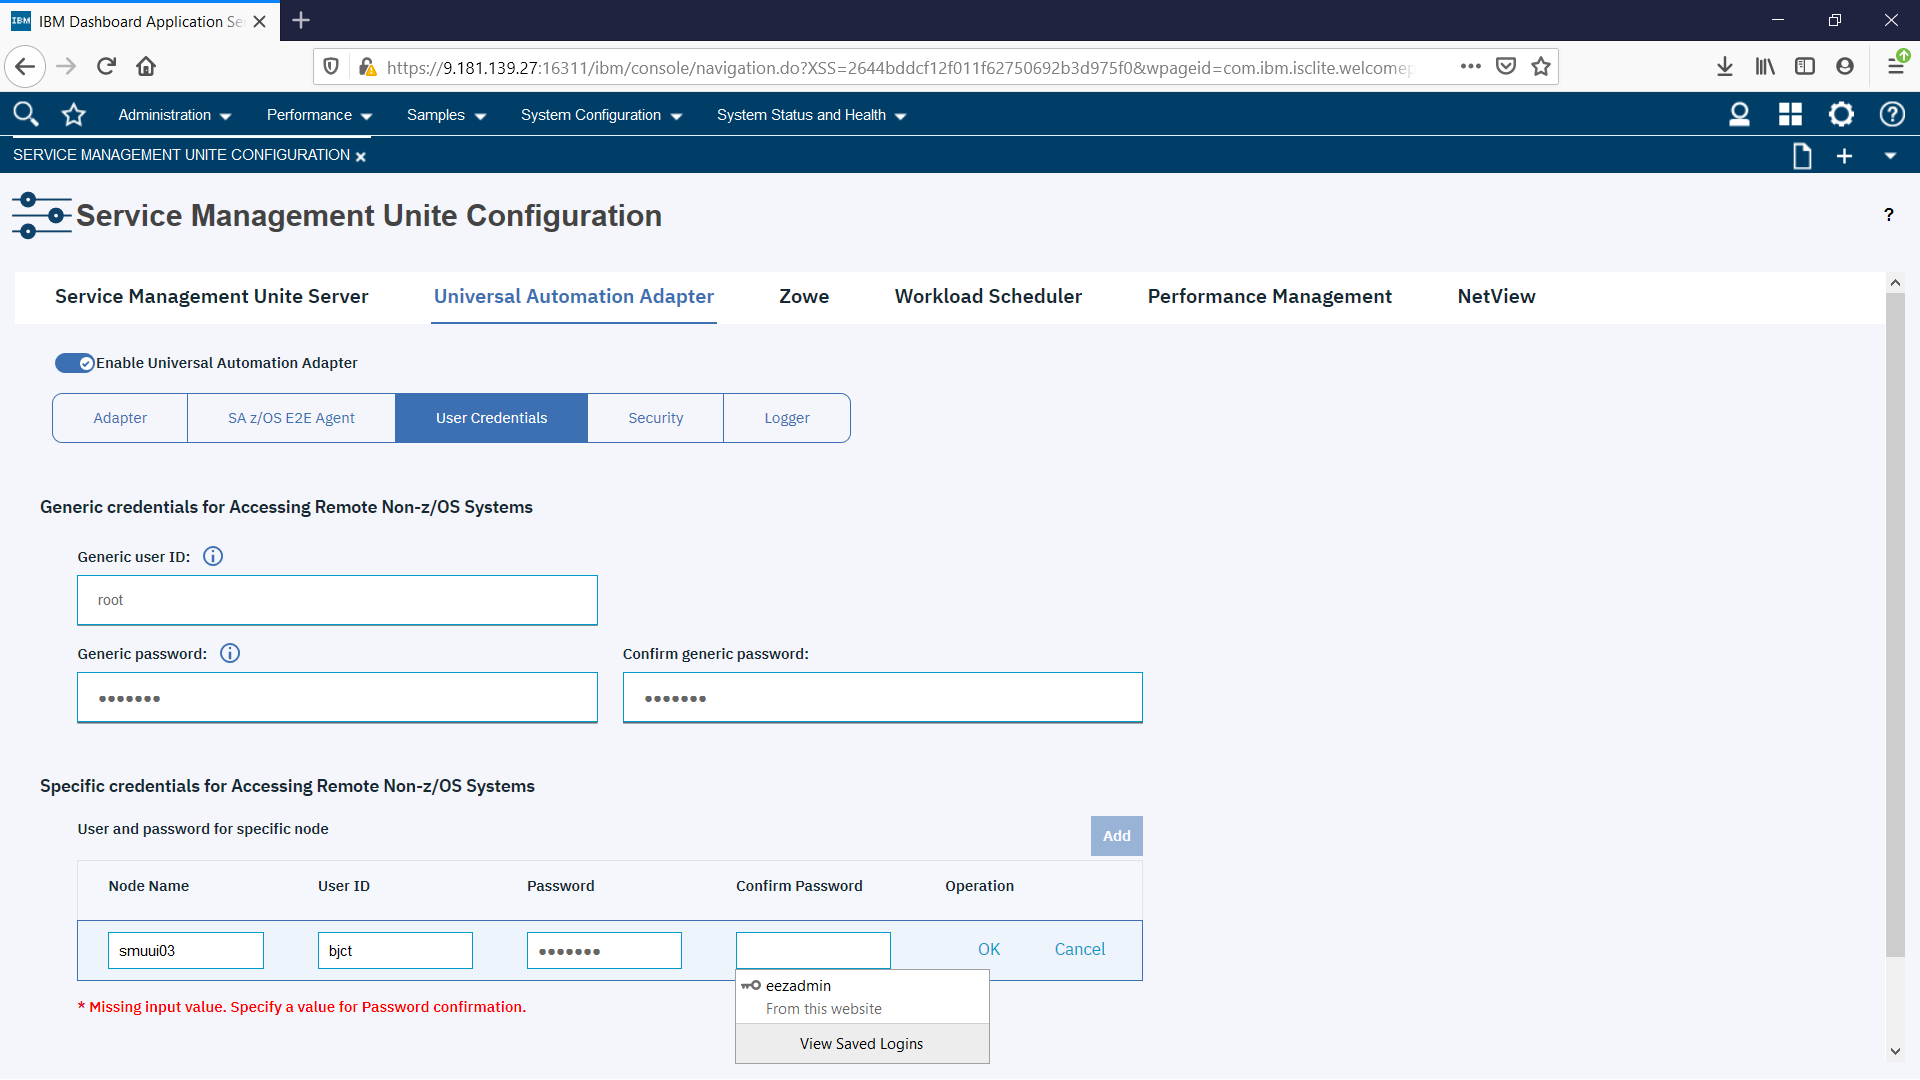 IBM IBM Dashboard Application Se
https://9.181.139.27:16311/ibm/console/navigation.do?XSS=2644bddcf12f011f62750692b3d975f0&wpageid=com.ibm.isclite.welcomep
Administration Performance Samples System Configuration System Status and Health
SERVICE MANAGEMENT UNITE CONFIGURATION
Service Management Unite Configuration ?
Service Management Unite Server Universal Automation Adapter Zowe Workload Scheduler Performance Management NetView
Enable Universal Automation Adapter
Adapter SA z/OS E2E Agent User Credentials Security Logger
Generic credentials for Accessing Remote Non-z/OS Systems
Generic user ID:
root
Generic password: Confirm generic password:
••••••• •••••••
Specific credentials for Accessing Remote Non-z/OS Systems
User and password for specific node Add
Node Name User ID Password Confirm Password Operation
smuui03 bjct ••••••• OK Cancel
* Missing input value. Specify a value for Password confirmation.
eezadmin
From this website
View Saved Logins